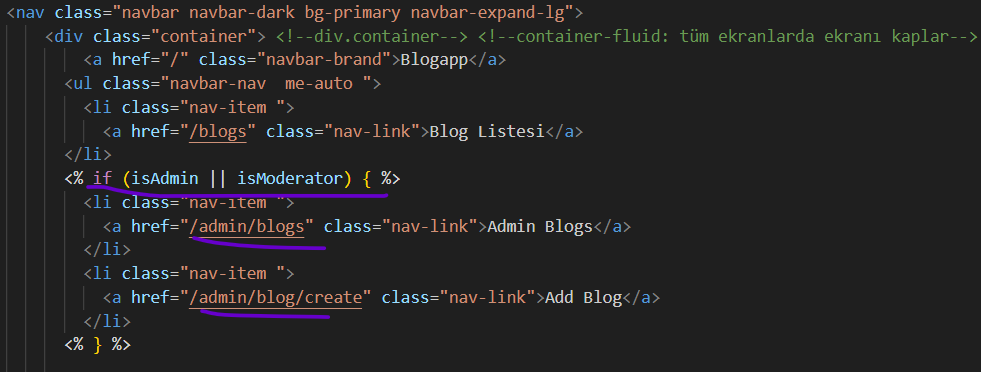 <nav class="navbar navbar-dark bg-primary navbar-expand-lg">
<div class="container"> <!--div.container--> <!--container-fluid: tüm ekranlarda ekranı kaplar-->
<a href="/" class="navbar-brand">Blogapp</a>
<ul class="navbar-nav  me-auto ">
<li class="nav-item ">
<a href="/blogs" class="nav-link">Blog Listesi</a>
</li>
<% if (isAdmin || isModerator) { %>
<li class="nav-item ">
<a href="/admin/blogs" class="nav-link">Admin Blogs</a>
</li>
<li class="nav-item ">
<a href="/admin/blog/create" class="nav-link">Add Blog</a>
</li>
<% } %>